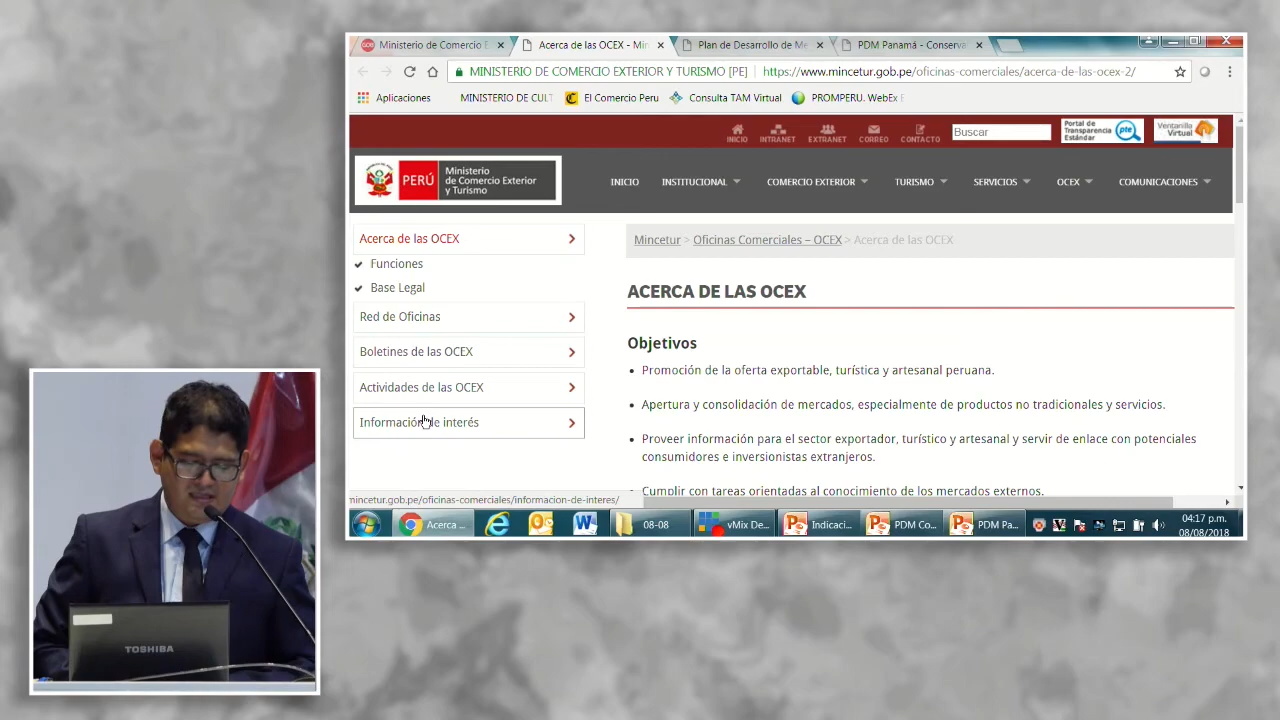 Ministerio de Comercio E
Acerca de las OCEX - Min
Plan de Desarrollo de Me
PDM Panamá - Conserva
MINISTERIO DE COMERCIO EXTERIOR Y TURISMO [PE]
https://www.mincetur.gob.pe/oficinas-comerciales/acerca-de-las-ocex-2/
Aplicaciones
MINISTERIO DE CULT
El Comercio Peru
Consulta TAM Virtual
PROMPERU. WebEx E
INICIO
INTRANET
EXTRANET
CORREO
CONTACTO
Buscar
Portal de
Transparencia
Estándar
pte
Ventanilla
Virtual
PERÚ
Ministerio
de Comercio Exterior
y Turismo
INICIO
INSTITUCIONAL
COMERCIO EXTERIOR
TURISMO
SERVICIOS
OCEX
COMUNICACIONES
Acerca de las OCEX
Funciones
Base Legal
Red de Oficinas
Boletines de las OCEX
Actividades de las OCEX
Información de interés
Mincetur > Oficinas Comerciales – OCEX > Acerca de las OCEX
ACERCA DE LAS OCEX
Objetivos
Promoción de la oferta exportable, turística y artesanal peruana.
Apertura y consolidación de mercados, especialmente de productos no tradicionales y servicios.
Proveer información para el sector exportador, turístico y artesanal y servir de enlace con potenciales
consumidores e inversionistas extranjeros.
Cumplir con tareas orientadas al conocimiento de los mercados externos.
mincetur.gob.pe/oficinas-comerciales/informacion-de-interes/
Acerca ...
08-08
vMix De...
Indicaci...
PDM Co...
PDM Pa...
04:17 p.m.
08/08/2018
TOSHIBA